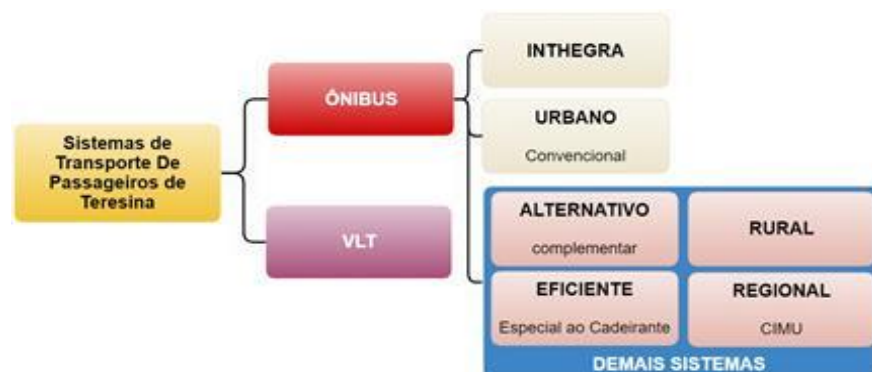 Sistemas de
Transporte De
Passageiros de
Teresina
ÔNIBUS
VLT
INTHEGRA
URBANO
Convencional
ALTERNATIVO
complementar
RURAL
EFICIENTE
Especial ao Cadeirante
REGIONAL
CIMU
DEMAIS SISTEMAS